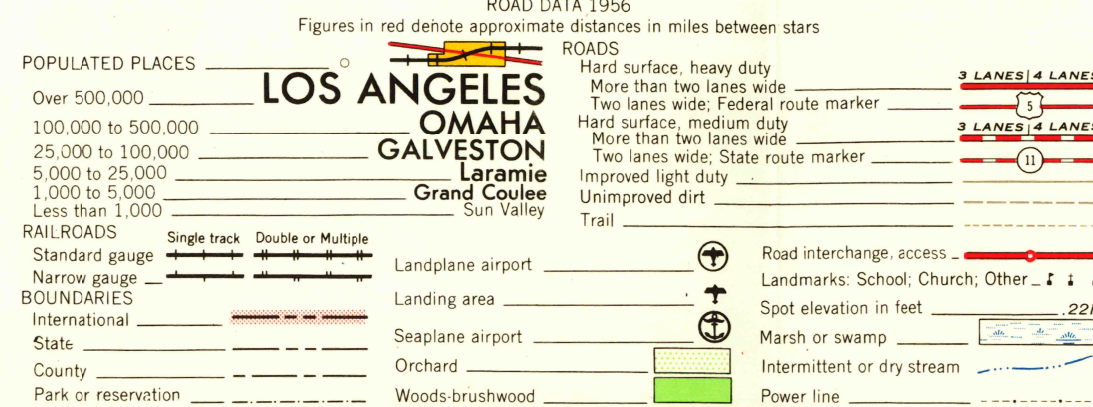 ROAD DATA 1956
Figures in red denote approximate distances in miles between stars
POPULATED PLACES
Over 500,000 LOS ANGELES
100,000 to 500,000 OMAHA
25,000 to 100,000 GALVESTON
5,000 to 25,000 Laramie
1,000 to 5,000 Grand Coulee
Less than 1,000 Sun Valley
RAILROADS Single track Double or Multiple
Standard gauge
Narrow gauge
BOUNDARIES
International
State
County
Park or reservation
Landplane airport
Landing area
Seaplane airport
Orchard
Woods-brushwood
ROADS
Hard surface, heavy duty
More than two lanes wide 3 LANES | 4 LANES
Two lanes wide; Federal route marker 5
Hard surface, medium duty
More than two lanes wide 3 LANES | 4 LANES
Two lanes wide; State route marker 11
Improved light duty
Unimproved dirt
Trail
Road interchange, access
Landmarks: School; Church; Other
Spot elevation in feet
Marsh or swamp
Intermittent or dry stream
Power line